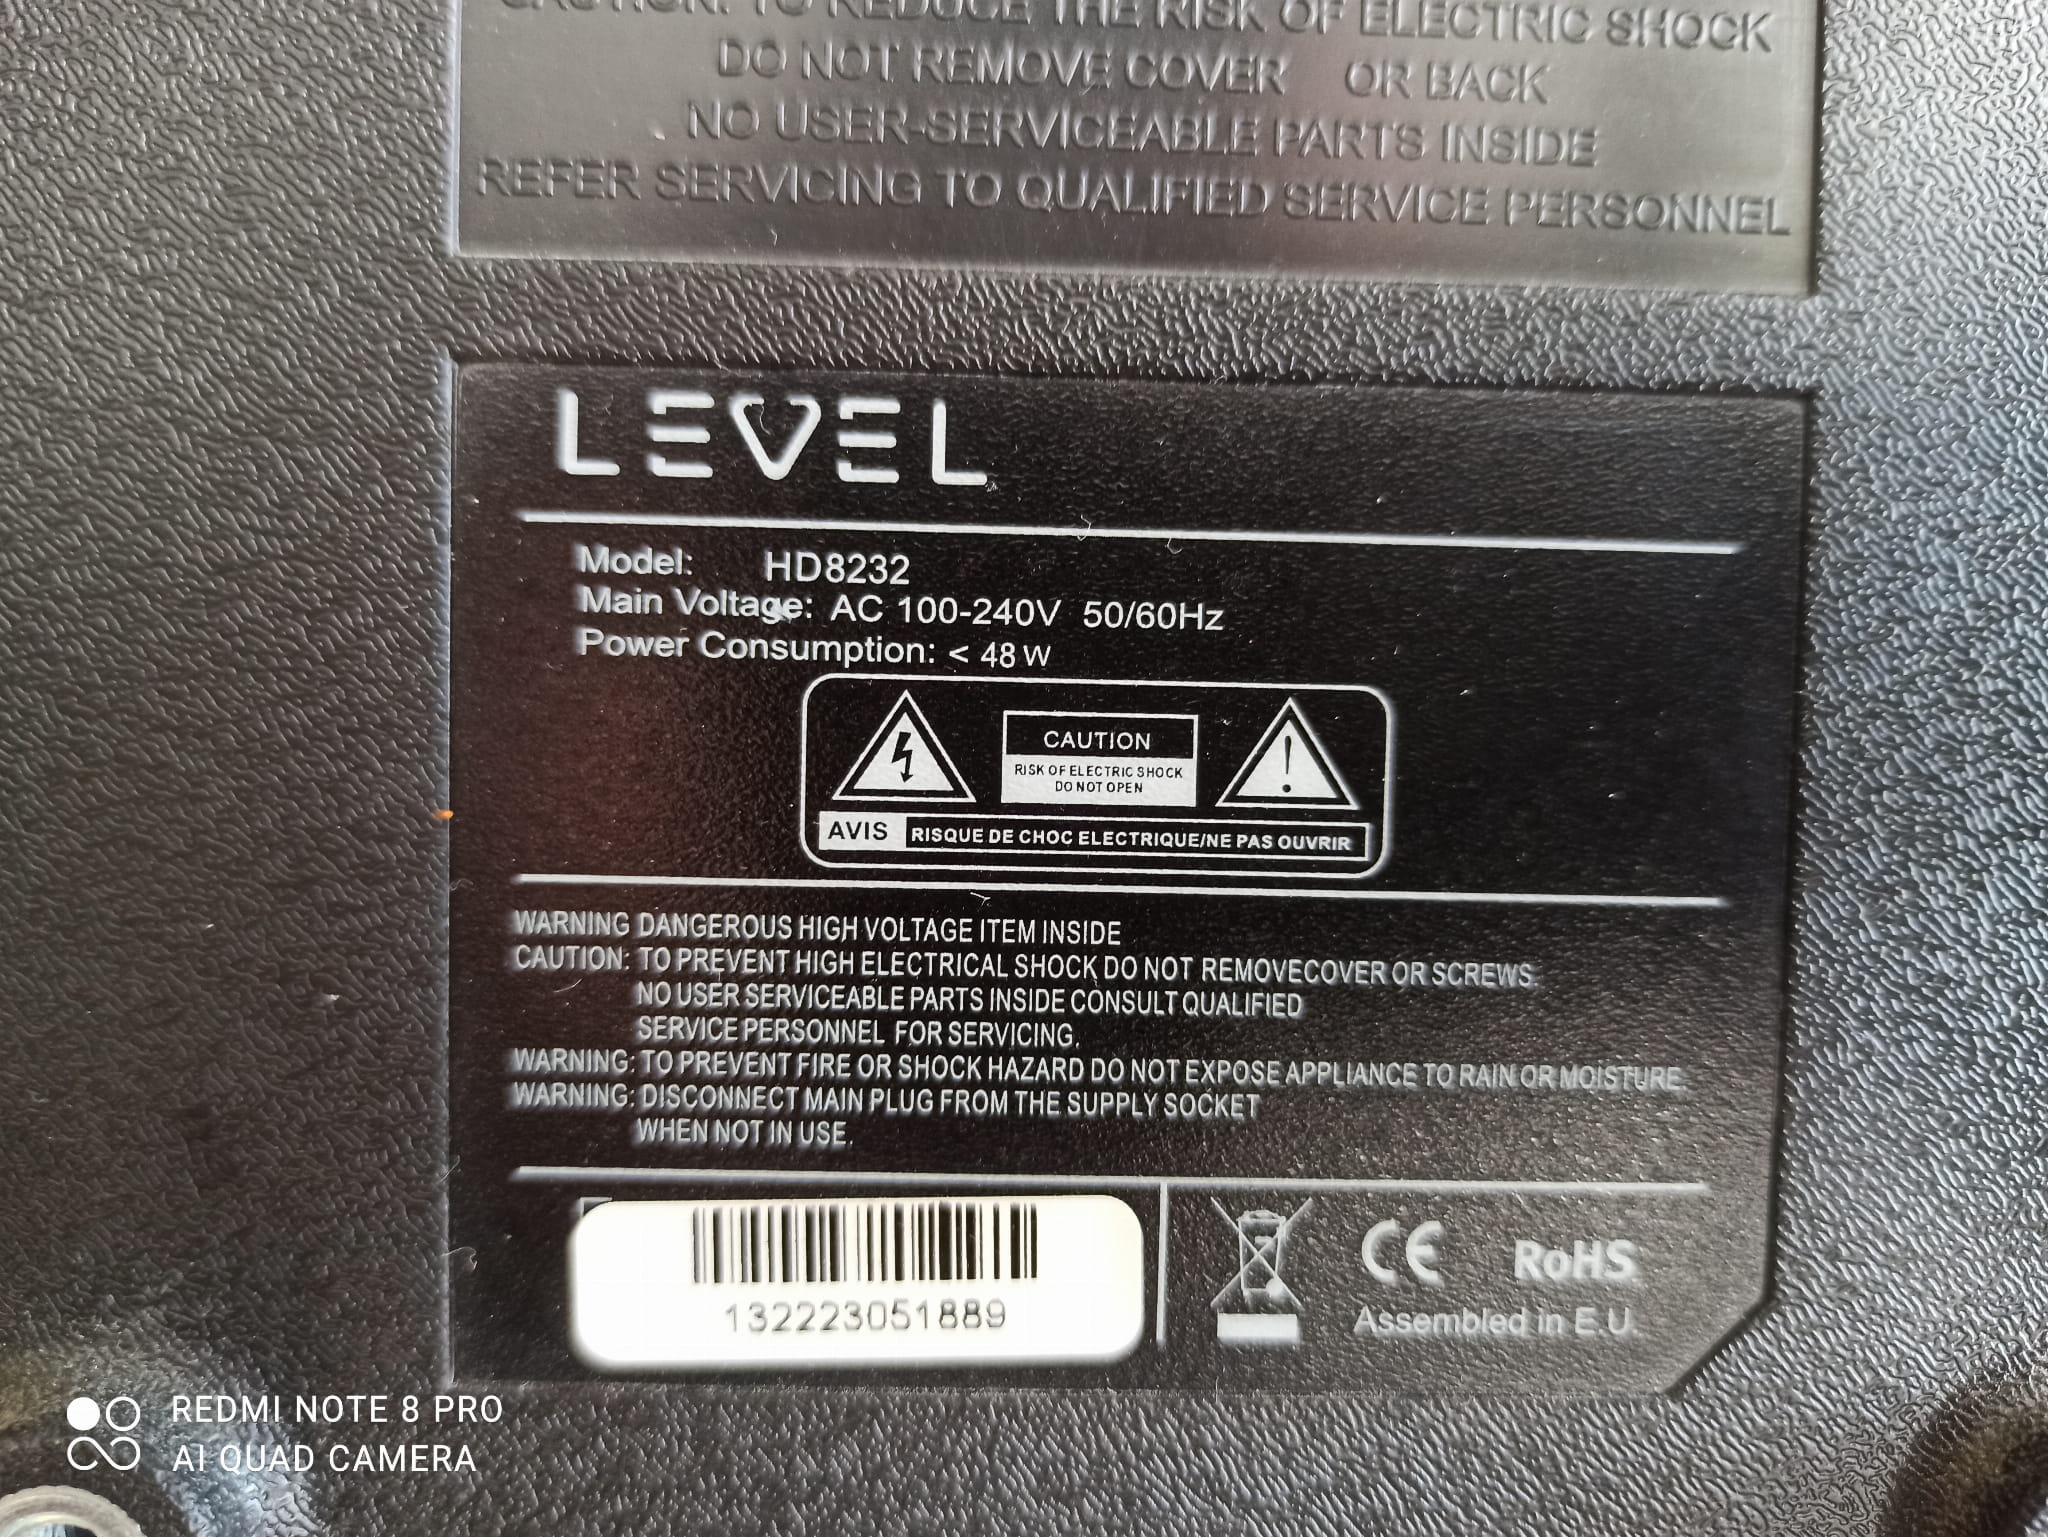 CAUTION: TO REDUCE THE RISK OF ELECTRIC SHOCK
DO NOT REMOVE COVER OR BACK
NO USER-SERVICEABLE PARTS INSIDE
REFER SERVICING TO QUALIFIED SERVICE PERSONNEL
LEVEL
Model: HD8232
Main Voltage: AC 100-240V 50/60Hz
Power Consumption: < 48 W
CAUTION
RISK OF ELECTRIC SHOCK
DO NOT OPEN
AVIS RISQUE DE CHOC ELECTRIQUE/NE PAS OUVRIR
WARNING DANGEROUS HIGH VOLTAGE ITEM INSIDE
CAUTION: TO PREVENT HIGH ELECTRICAL SHOCK DO NOT REMOVECOVER OR SCREWS
NO USER SERVICEABLE PARTS INSIDE CONSULT QUALIFIED
SERVICE PERSONNEL FOR SERVICING.
WARNING: TO PREVENT FIRE OR SHOCK HAZARD DO NOT EXPOSE APPLIANCE TO RAIN OR MOISTURE.
WARNING: DISCONNECT MAIN PLUG FROM THE SUPPLY SOCKET
WHEN NOT IN USE.
132223051889
CE RoHS
Assembled in E.U.
REDMI NOTE 8 PRO
AI QUAD CAMERA